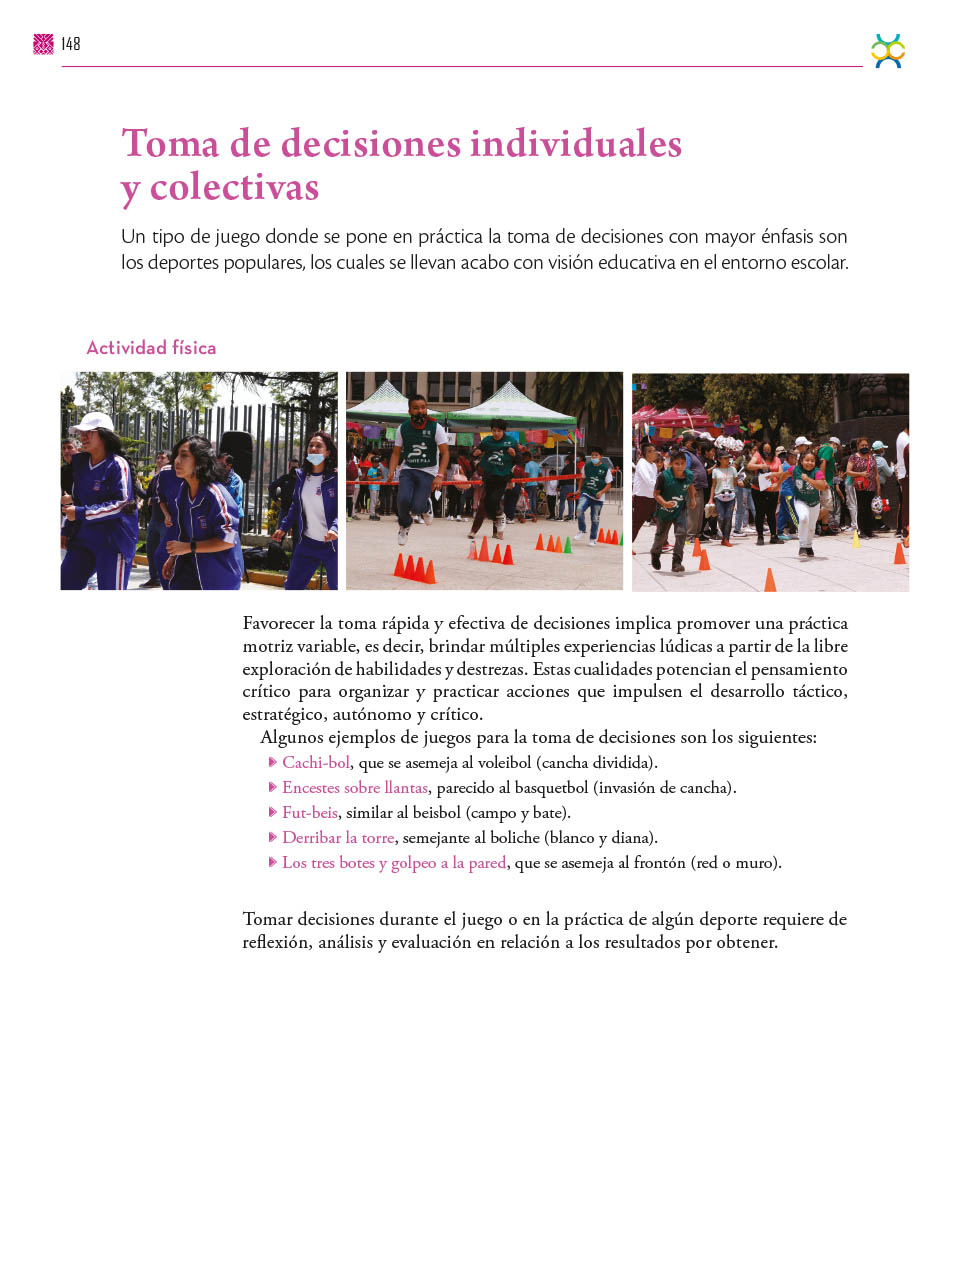 148
Toma de decisiones individuales
y colectivas
Un tipo de juego donde se pone en práctica la toma de decisiones con mayor énfasis son
los deportes populares, los cuales se llevan acabo con visión educativa en el entorno escolar.
Actividad física
Favorecer la toma rápida y efectiva de decisiones implica promover una práctica
motriz variable, es decir, brindar múltiples experiencias lúdicas a partir de la libre
exploración de habilidades y destrezas. Estas cualidades potencian el pensamiento
crítico para organizar y practicar acciones que impulsen el desarrollo táctico,
estratégico, autónomo y crítico.
Algunos ejemplos de juegos para la toma de decisiones son los siguientes:
Cachi-bol, que se asemeja al voleibol (cancha dividida).
Encestes sobre llantas, parecido al basquetbol (invasión de cancha).
Fut-beis, similar al beisbol (campo y bate).
Derribar la torre, semejante al boliche (blanco y diana).
Los tres botes y golpeo a la pared, que se asemeja al frontón (red o muro).
Tomar decisiones durante el juego o en la práctica de algún deporte requiere de
reflexión, análisis y evaluación en relación a los resultados por obtener.